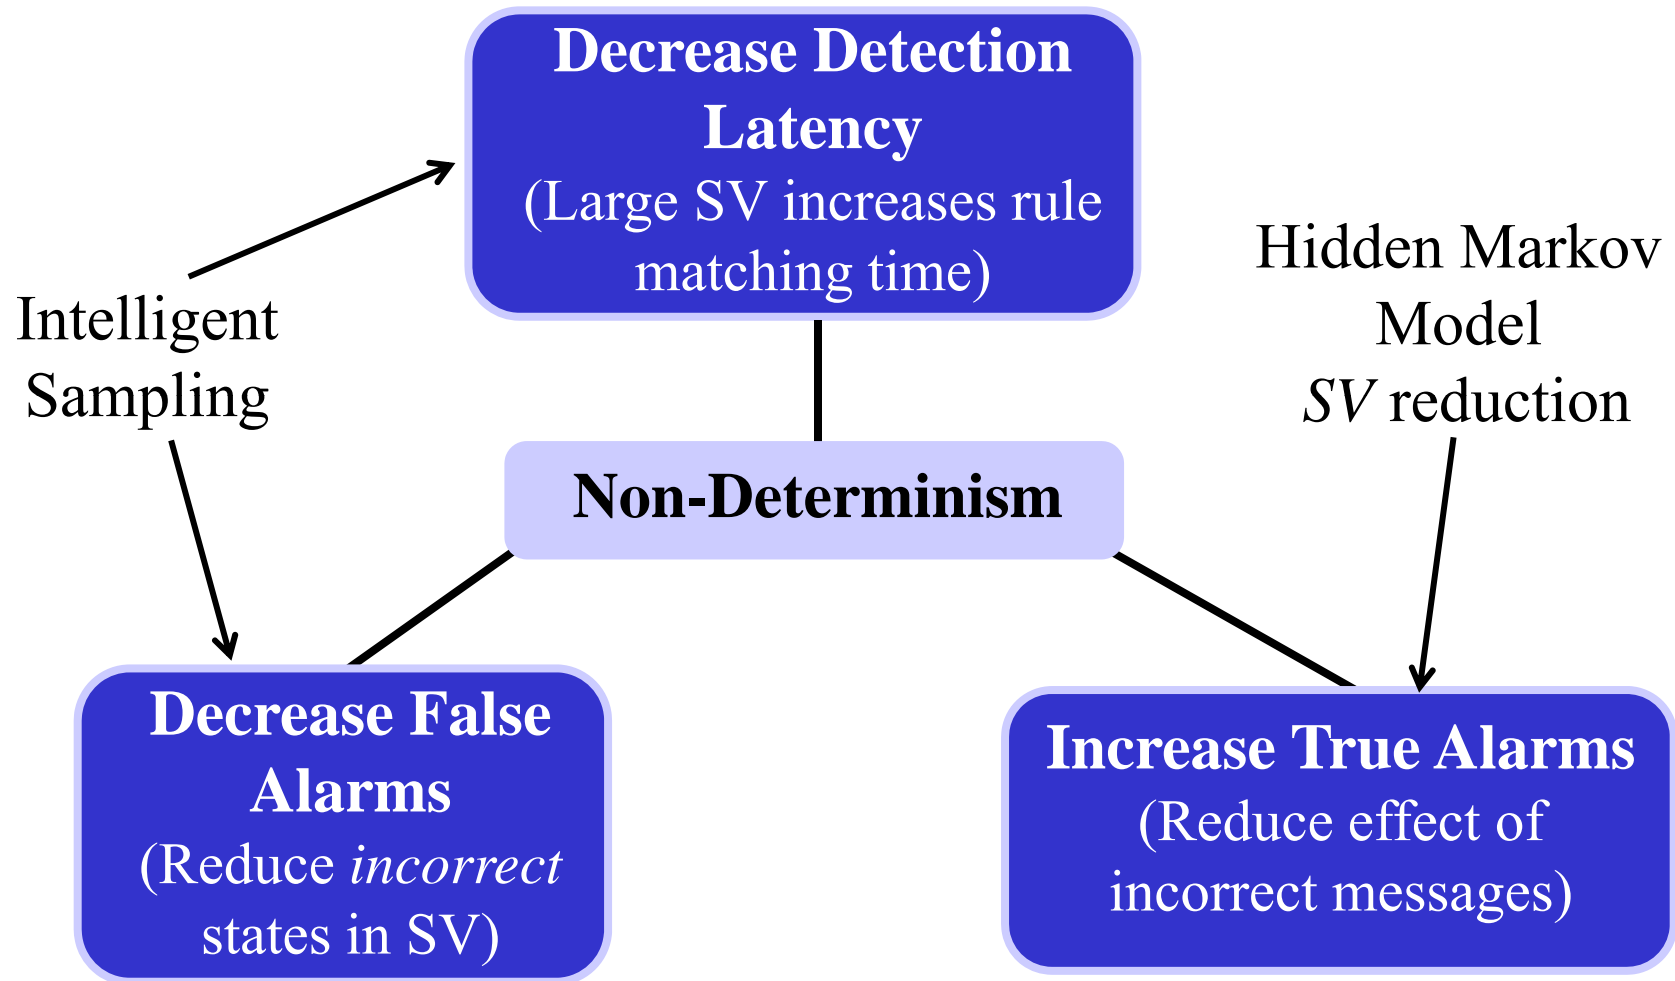 Decrease Detection
Latency
(Large SV increases rule
matching time)
Intelligent
Sampling
Hidden Markov
Model
SV reduction
Non-Determinism
Decrease False
Alarms
(Reduce incorrect
states in SV)
Increase True Alarms
(Reduce effect of
incorrect messages)